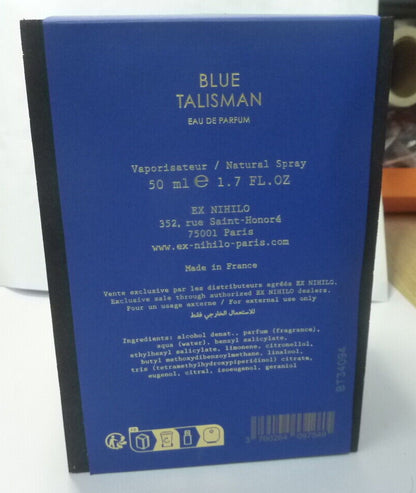 BLUE
TALISMAN
EAU DE PARFUM
Vaporisateur / Natural Spray
50 ml ℮ 1.7 FL.OZ
EX NIHILO
352, rue Saint-Honoré
75001 Paris
www.ex-nihilo-paris.com
Made in France
Vente exclusive par les distributeurs agréés EX NIHILO.
Exclusive sale through authorized EX NIHILO dealers.
Pour un usage externe / For external use only
للاستعمال الخارجي فقط
Ingredients: alcohol denat., parfum (fragrance),
aqua (water), benzyl salicylate,
ethylhexyl salicylate, limonene, citronellol,
butyl methoxydibenzoylmethane, linalool,
tris (tetramethylhydroxypiperidinol) citrate,
eugenol, citral, isoeugenol, geraniol
BT34094